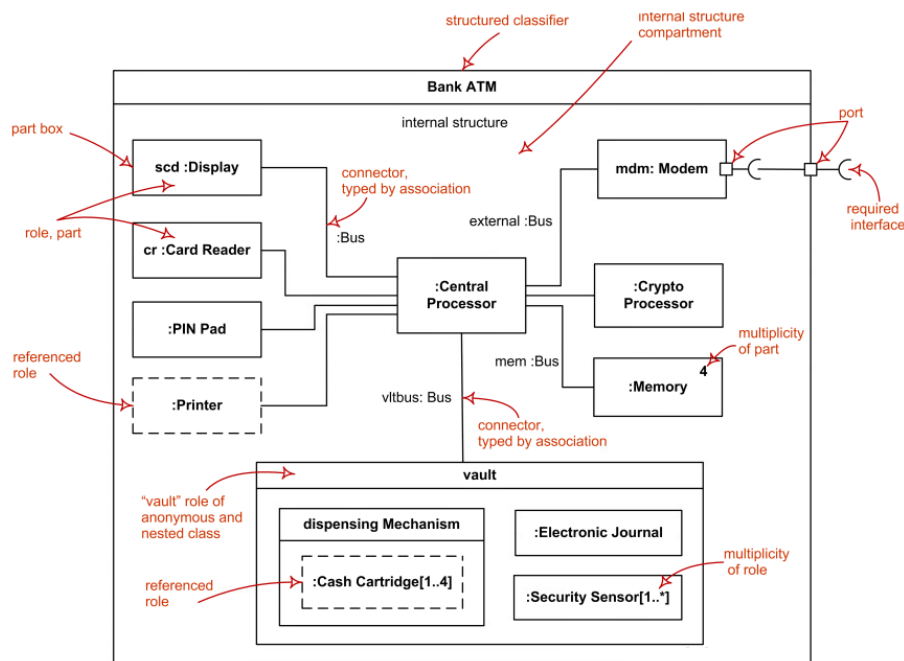 structured classifier
internal structure
compartment
Bank ATM
internal structure
part box
port
scd :Display
mdm: Modem
connector,
typed by association
role, part
:Bus
external :Bus
required
interface
cr :Card Reader
:Central
Processor
:Crypto
Processor
:PIN Pad
multiplicity
of part
mem :Bus
referenced
role
4
:Memory
:Printer
vltbus: Bus
connector,
typed by association
vault
"vault" role of
anonymous and
nested class
dispensing Mechanism
:Electronic Journal
multiplicity
of role
referenced
role
:Cash Cartridge[1..4]
:Security Sensor[1..*]